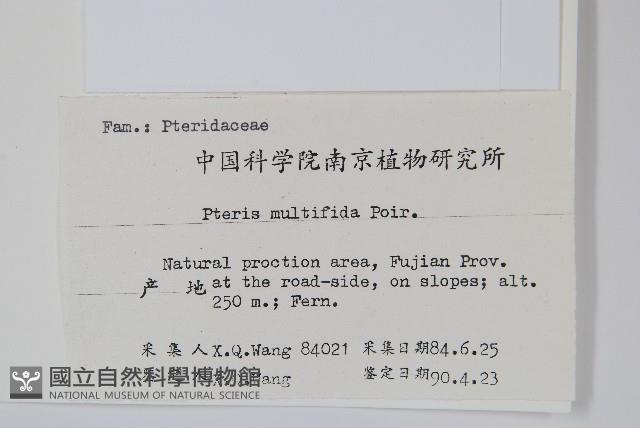 Fam.: Pteridaceae
中国科学院南京植物研究所
Pteris multifida Poir.
Natural proction area, Fujian Prov.
产 地 at the road-side, on slopes; alt.
250 m.; Fern.
采 集 人 X.Q.Wang 84021 采集日期 84.6.25
Wang 鉴定日期 90.4.23
國立自然科學博物館
NATIONAL MUSEUM OF NATURAL SCIENCE